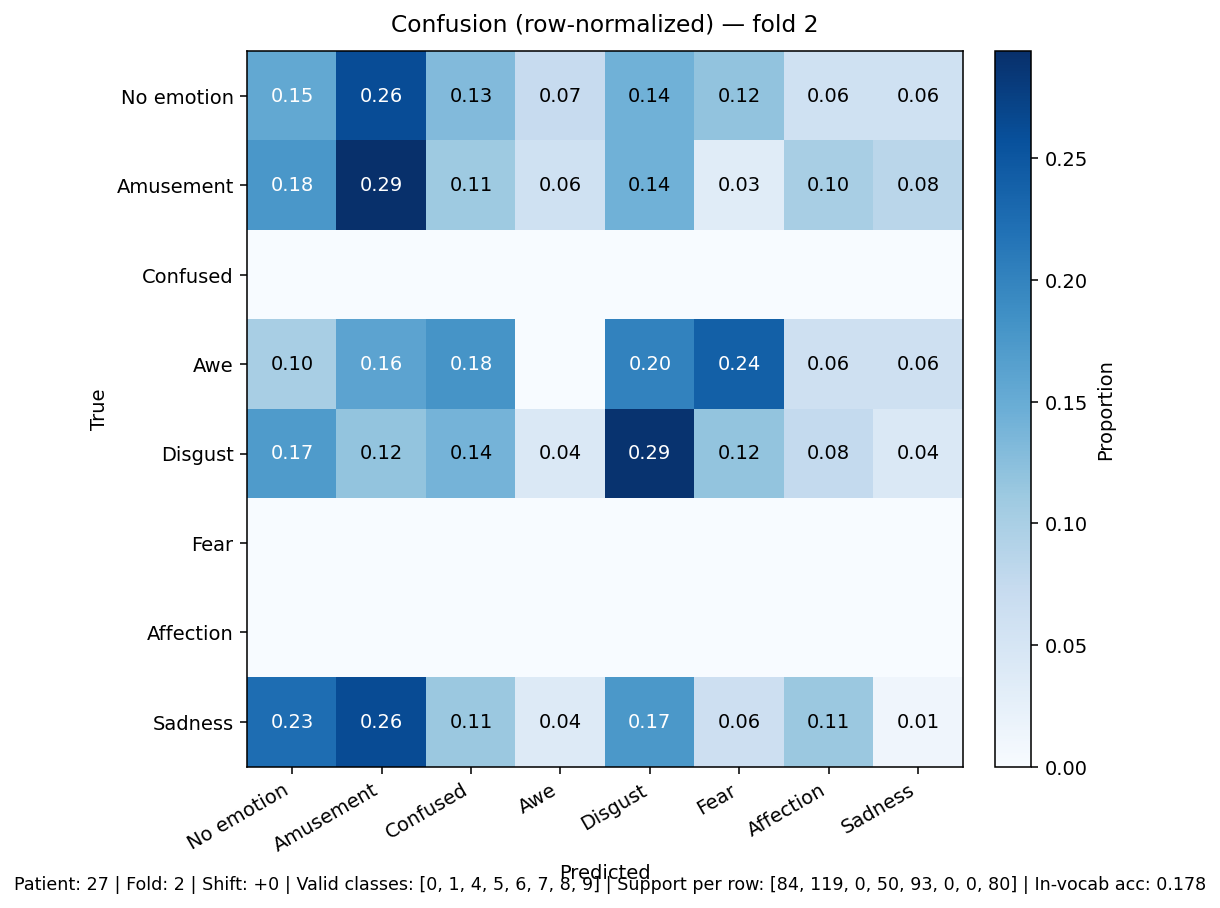 Confusion (row-normalized) — fold 2
No emotion 0.15 0.26 0.13 0.07 0.14 0.12 0.06 0.06
Amusement 0.18 0.29 0.11 0.06 0.14 0.03 0.10 0.08
Confused
Awe 0.10 0.16 0.18 0.20 0.24 0.06 0.06
Disgust 0.17 0.12 0.14 0.04 0.29 0.12 0.08 0.04
Fear
Affection
Sadness 0.23 0.26 0.11 0.04 0.17 0.06 0.11 0.01
True
No emotion Amusement Confused Awe Disgust Fear Affection Sadness
Predicted
0.25
0.20
0.15
0.10
0.05
0.00
Proportion
Patient: 27 | Fold: 2 | Shift: +0 | Valid classes: [0, 1, 4, 5, 6, 7, 8, 9] | Support per row: [84, 119, 0, 50, 93, 0, 0, 80] | In-vocab acc: 0.178